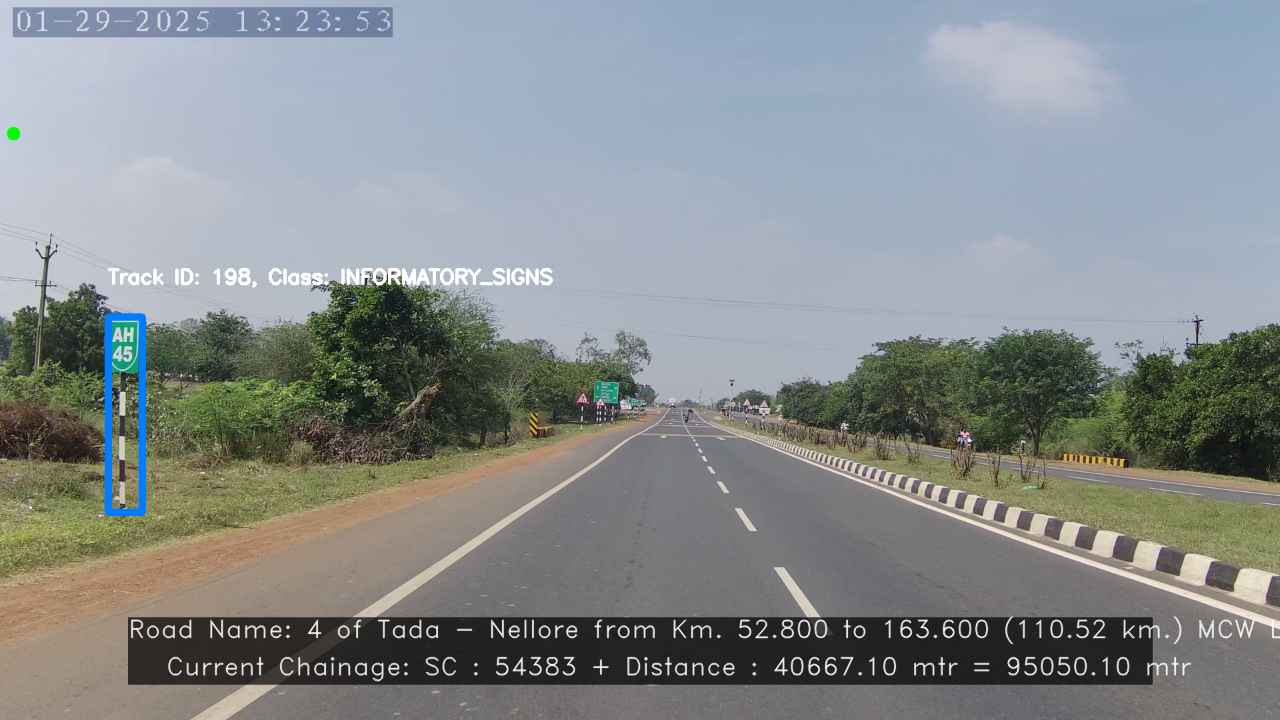 01-29-2025 13:23:53
Track ID: 198, Class: INFORMATORY_SIGNS
AH
45
Road Name: 4 of Tada - Nellore from Km. 52.800 to 163.600 (110.52 km.) MCW
Current Chainage: SC : 54383 + Distance : 40667.10 mtr = 95050.10 mtr